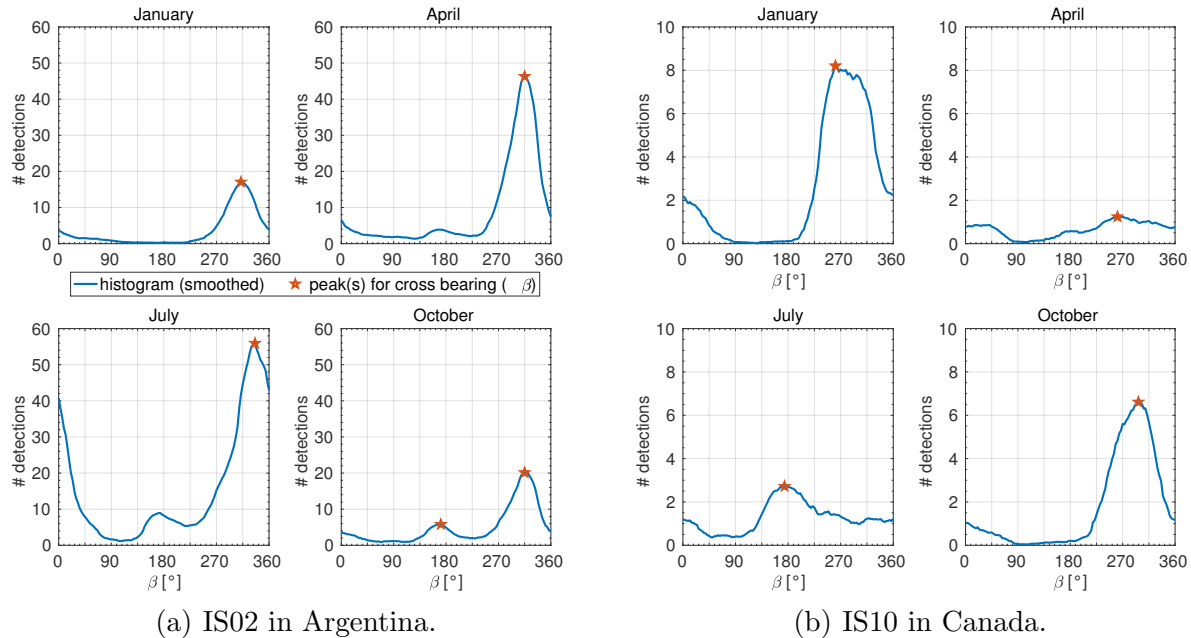 January
April
January
April
# detections
60
50
40
30
20
10
0
# detections
60
50
40
30
20
10
0
# detections
10
8
6
4
2
0
# detections
10
8
6
4
2
0
0 90 180 270 360
0 90 180 270 360
0 90 180 270 360
β [°]
0 90 180 270 360
β [°]
histogram (smoothed) peak(s) for cross bearing ( β)
July
October
July
October
# detections
60
50
40
30
20
10
0
# detections
60
50
40
30
20
10
0
# detections
10
8
6
4
2
0
# detections
10
8
6
4
2
0
0 90 180 270 360
β [°]
0 90 180 270 360
β [°]
0 90 180 270 360
β [°]
0 90 180 270 360
β [°]
(a) IS02 in Argentina.
(b) IS10 in Canada.